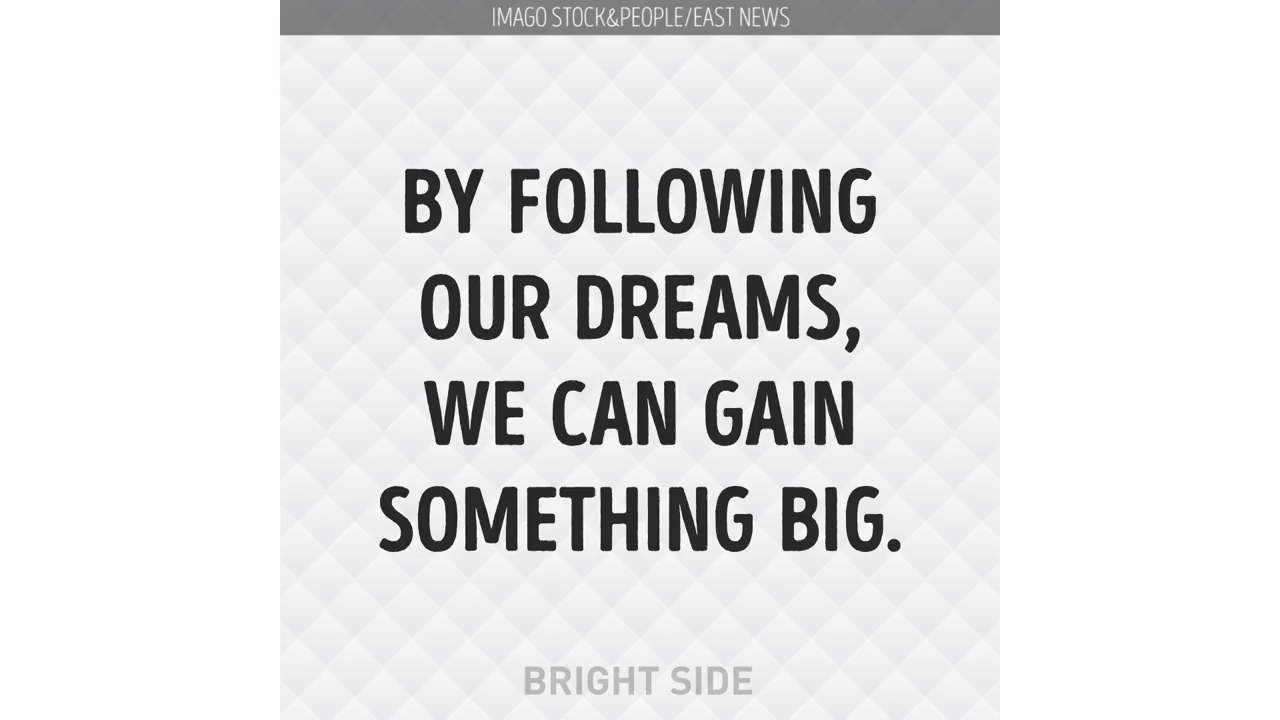 IMAGO STOCK&PEOPLE/EAST NEWS
BY FOLLOWING
OUR DREAMS,
WE CAN GAIN
SOMETHING BIG.
BRIGHT SIDE